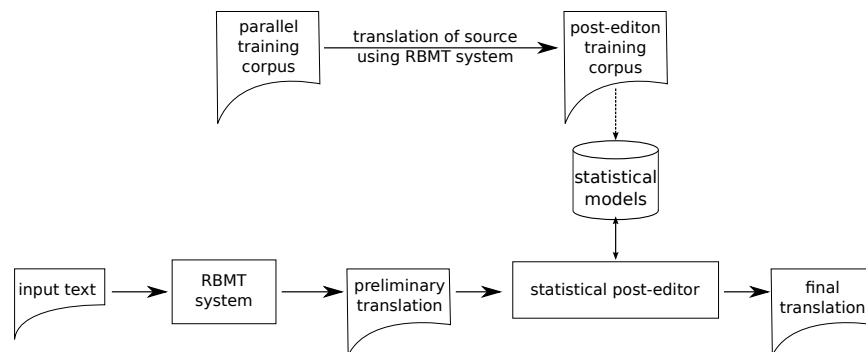 parallel
training
corpus
translation of source
using RBMT system
post-editon
training
corpus
statistical
models
input text
RBMT
system
preliminary
translation
statistical post-editor
final
translation